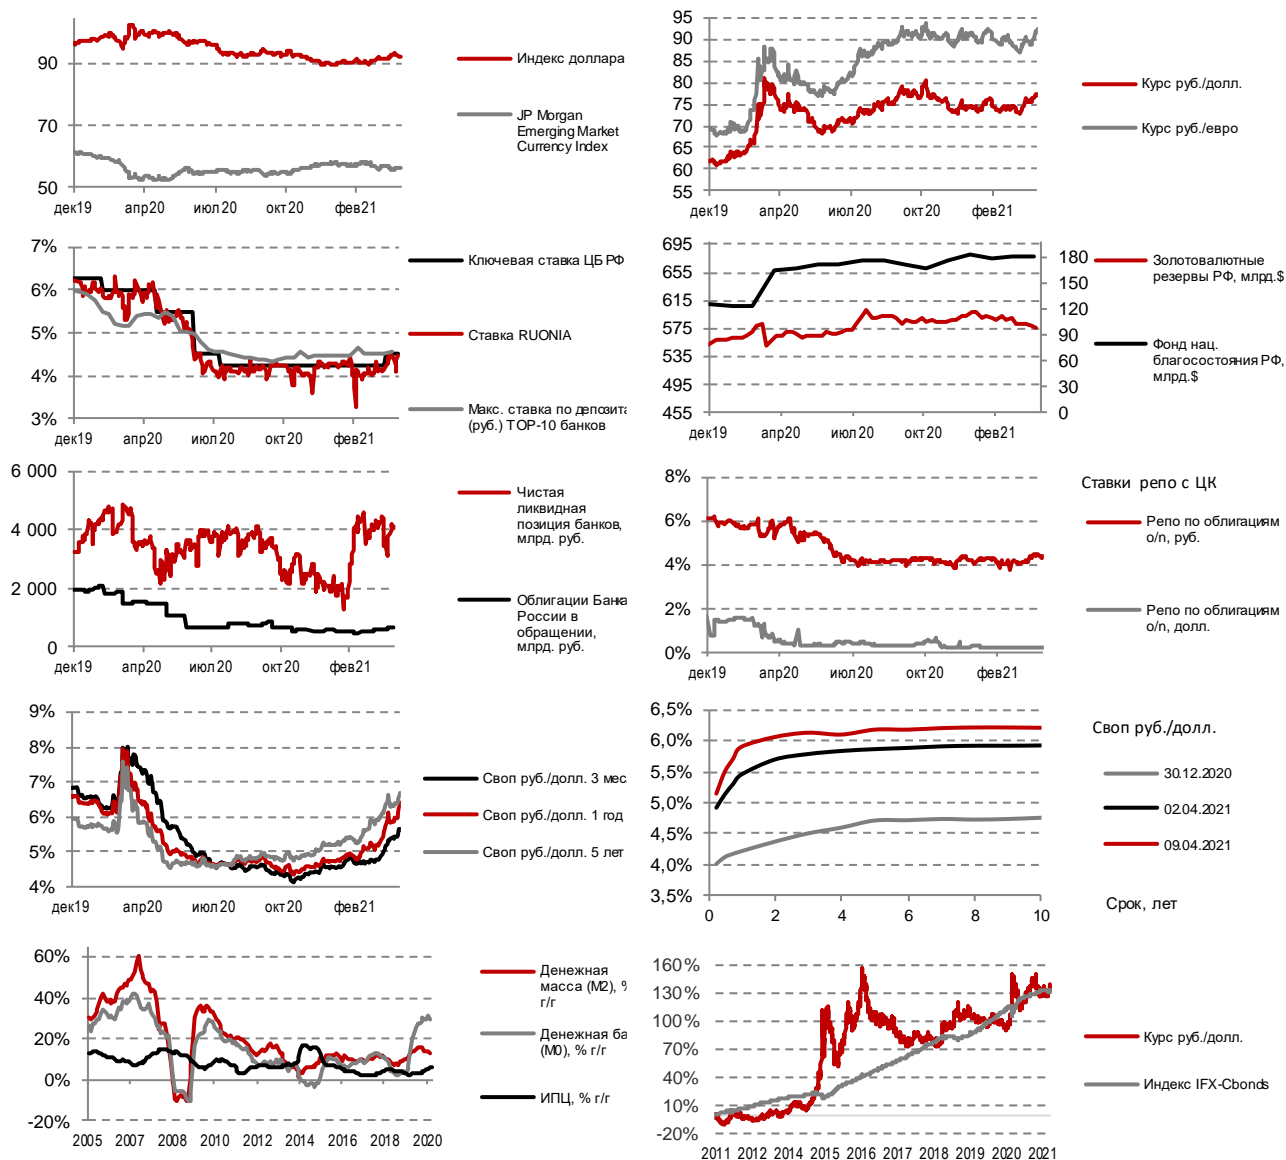 90
70
50
дек19
апр20
июл20
окт20
фев21
Индекс доллара
JP Morgan
Emerging Market
Currency Index
95
90
85
80
75
70
65
60
55
дек19
апр20
июл20
окт20
фев21
Курс руб./долл.
Курс руб./евро
7%
6%
5%
4%
3%
дек19
апр20
июл20
окт20
фев21
Ключевая ставка ЦБ РФ
Ставка RUONIA
Макс. ставка по депозита
(руб.) TOP-10 банков
695
655
615
575
535
495
455
180
150
120
90
60
30
0
дек19
апр20
июл20
окт20
фев21
Золотовалютные
резервы РФ, млрд.$
Фонд нац.
благосостояния РФ,
млрд.$
6 000
4 000
2 000
0
дек19
апр20
июл20
окт20
фев21
Чистая
ликвидная
позиция банков,
млрд. руб.
Облигации Банка
России в
обращении,
млрд. руб.
8%
6%
4%
2%
0%
дек19
апр20
июл20
окт20
фев21
Ставки репо с ЦК
Репо по облигациям
o/n, руб.
Репо по облигациям
o/n, долл.
9%
8%
7%
6%
5%
4%
дек19
апр20
июл20
окт20
фев21
Своп руб./долл. 3 мес
Своп руб./долл. 1 год
Своп руб./долл. 5 лет
6,5%
6,0%
5,5%
5,0%
4,5%
4,0%
3,5%
0 2 4 6 8 10
Своп руб./долл.
30.12.2020
02.04.2021
09.04.2021
Срок, лет
60%
40%
20%
0%
-20%
2005 2007 2008 2010 2012 2014 2016 2018 2020
Денежная
масса (М2), %
г/г
Денежная ба
(М0), % г/г
ИПЦ, % г/г
160%
130%
100%
70%
40%
10%
-20%
2011 2012 2014 2015 2016 2017 2018 2019 2020 2021
Курс руб./долл.
Индекс IFX-Cbonds